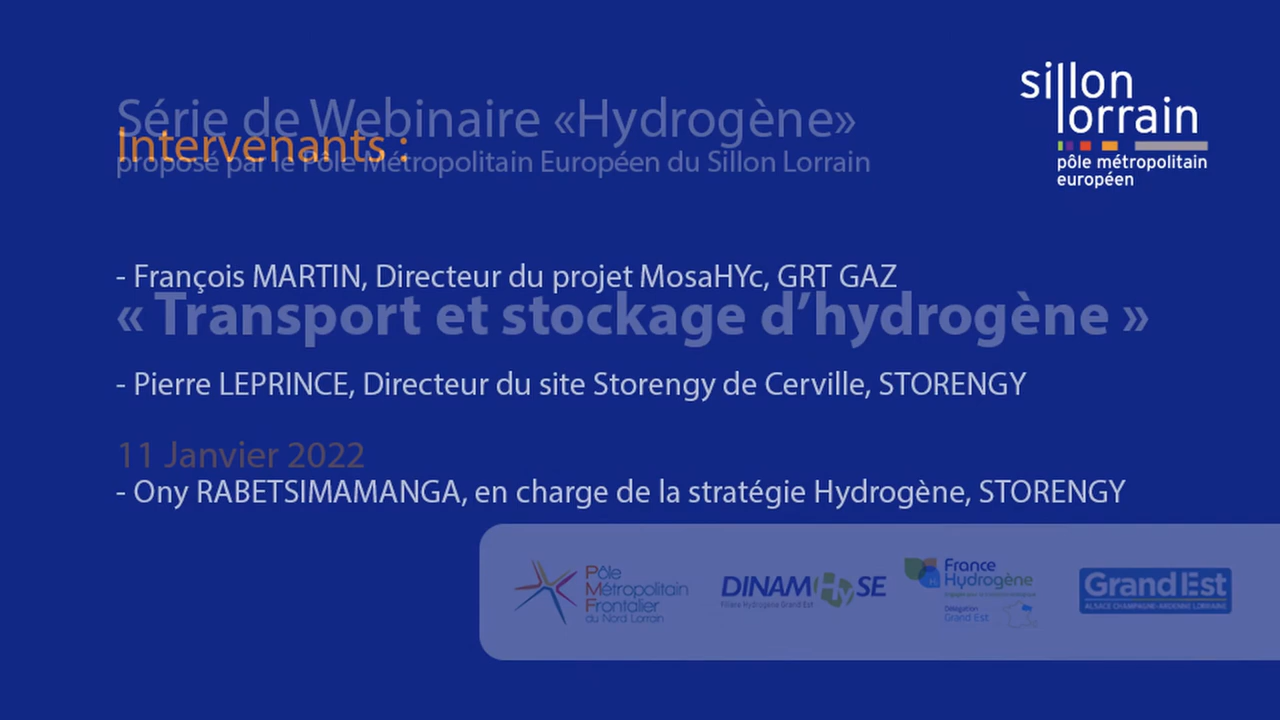 Série de Webinaire «Hydrogène»
Intervenants :
proposé par le Pôle Métropolitain Européen du Sillon Lorrain
sillon
lorrain
pôle métropolitain
européen
- François MARTIN, Directeur du projet MosaHYc, GRT GAZ
« Transport et stockage d’hydrogène »
- Pierre LEPRINCE, Directeur du site Storengy de Cerville, STORENGY
11 Janvier 2022
- Ony RABETSIMAMANGA, en charge de la stratégie Hydrogène, STORENGY
Pôle
Métropolitain
Frontalier
du Nord Lorrain
DINAMHySE
Filière Hydrogène Grand Est
France
Hydrogène
Délégation
Grand Est
Grand Est
ALSACE CHAMPAGNE-ARDENNE LORRAINE